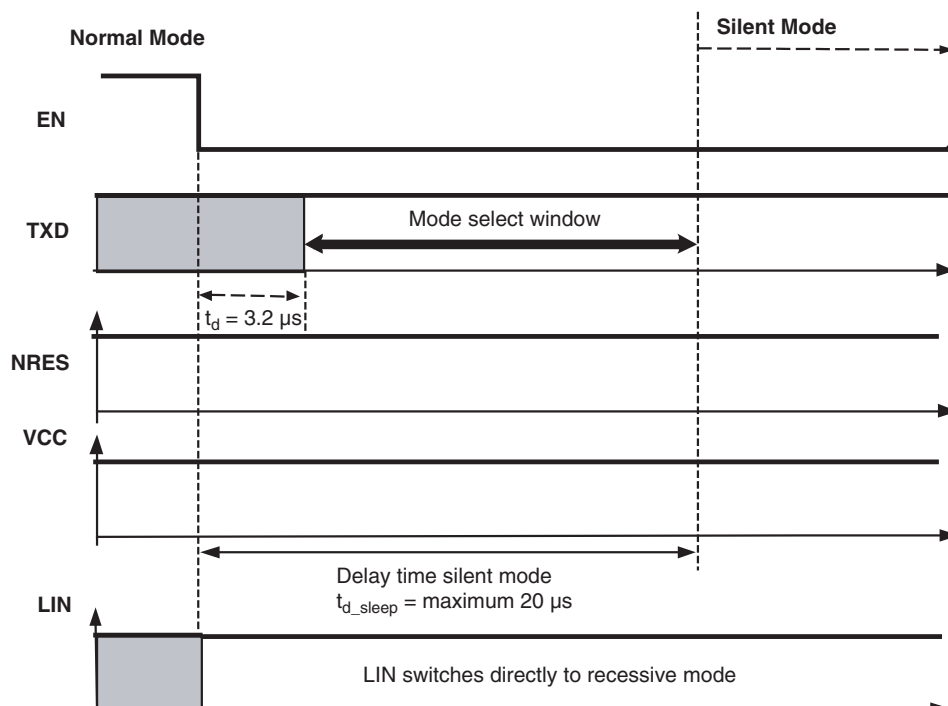 Normal Mode
Silent Mode
EN
TXD
Mode select window
t_d = 3.2 µs
NRES
VCC
Delay time silent mode
t_d_sleep = maximum 20 µs
LIN
LIN switches directly to recessive mode